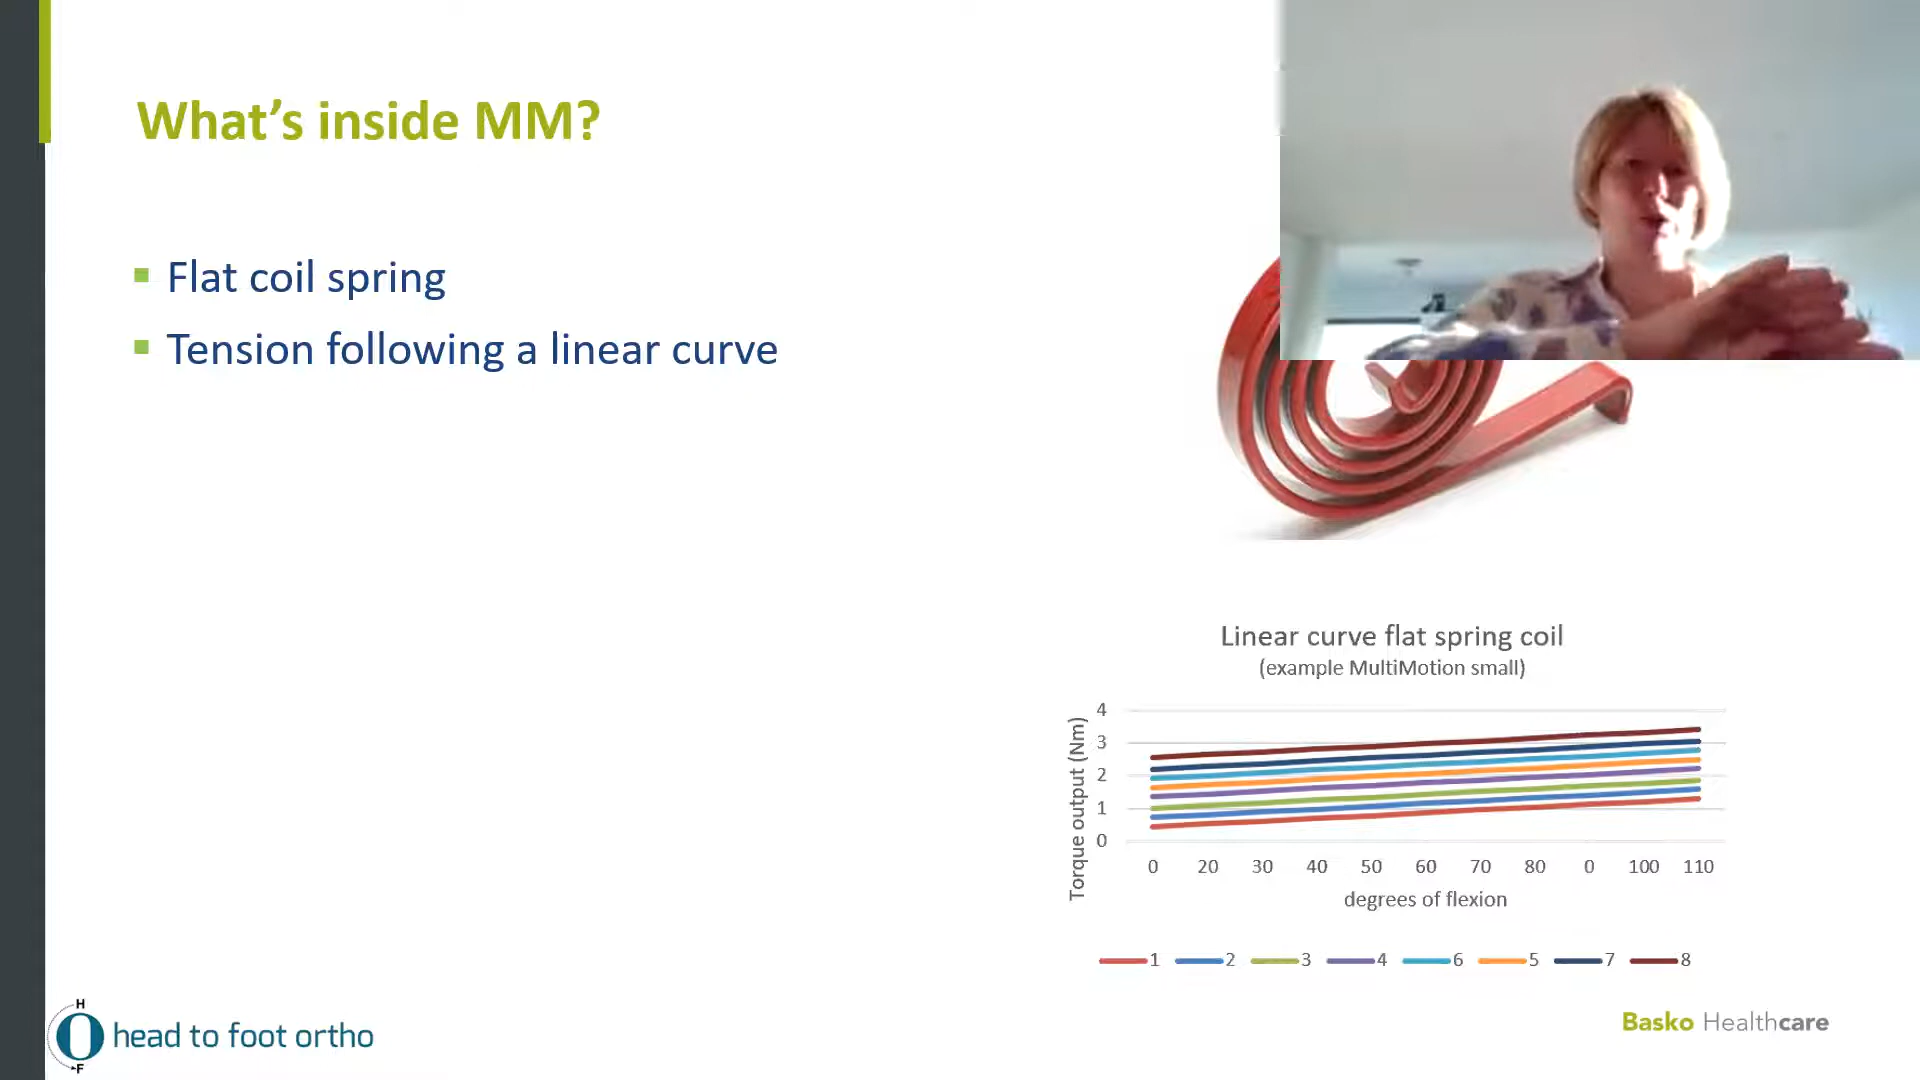 What's inside MM?
Flat coil spring
Tension following a linear curve
Linear curve flat spring coil
(example MultiMotion small)
Torque output (Nm)
4
3
2
1
0
0 20 30 40 50 60 70 80 0 100 110
degrees of flexion
1 2 3 4 6 5 7 8
H
head to foot ortho
F
Basko Healthcare